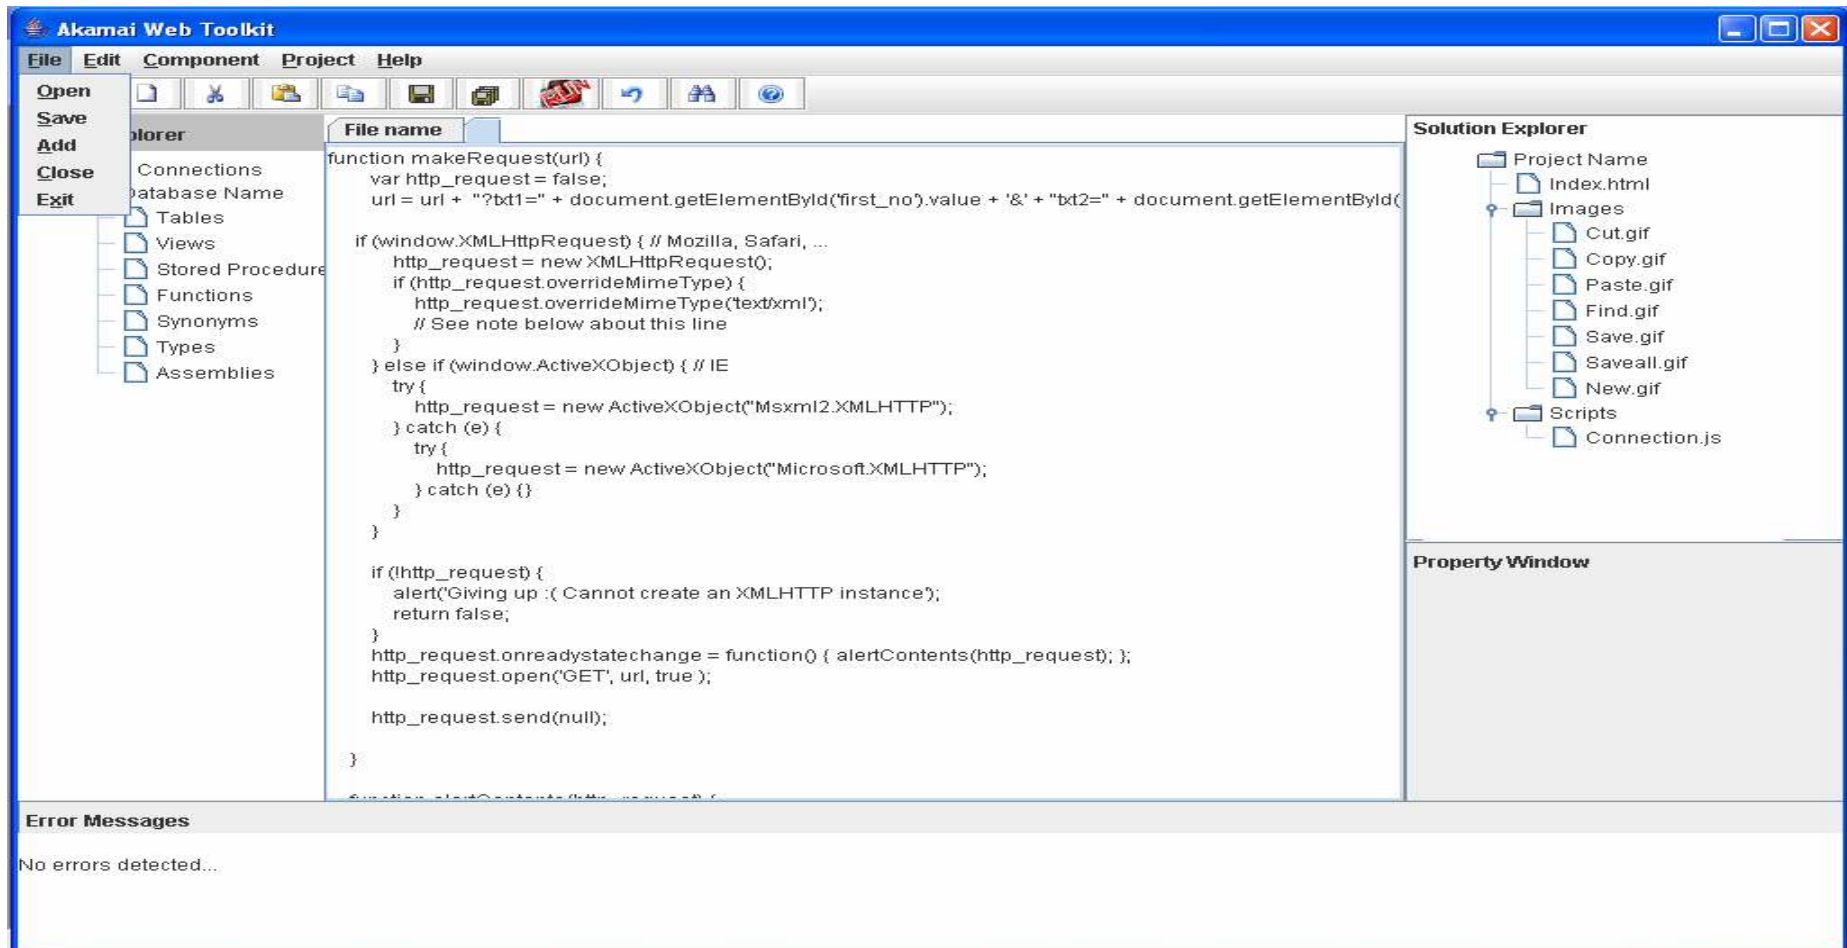 Akamai Web Toolkit
File Edit Component Project Help
Open
Save
Add
Close
Exit
RUN
plorer
Connections
Database Name
Tables
Views
Stored Procedure
Functions
Synonyms
Types
Assemblies
File name
function makeRequest(url) {
var http_request = false;
url = url + "?txt1=" + document.getElementById('first_no').value + '&' + "txt2=" + document.getElementById(
if (window.XMLHttpRequest) { // Mozilla, Safari, ...
http_request = new XMLHttpRequest();
if (http_request.overrideMimeType) {
http_request.overrideMimeType('text/xml');
// See note below about this line
}
} else if (window.ActiveXObject) { // IE
try {
http_request = new ActiveXObject("Msxml2.XMLHTTP");
} catch (e) {
try {
http_request = new ActiveXObject("Microsoft.XMLHTTP");
} catch (e) {}
}
}
if (!http_request) {
alert('Giving up :( Cannot create an XMLHTTP instance');
return false;
}
http_request.onreadystatechange = function() { alertContents(http_request); };
http_request.open('GET', url, true );
http_request.send(null);
}
function alertContents(http_request) {
Solution Explorer
Project Name
Index.html
Images
Cut.gif
Copy.gif
Paste.gif
Find.gif
Save.gif
Saveall.gif
New.gif
Scripts
Connection.js
Property Window
Error Messages
No errors detected...